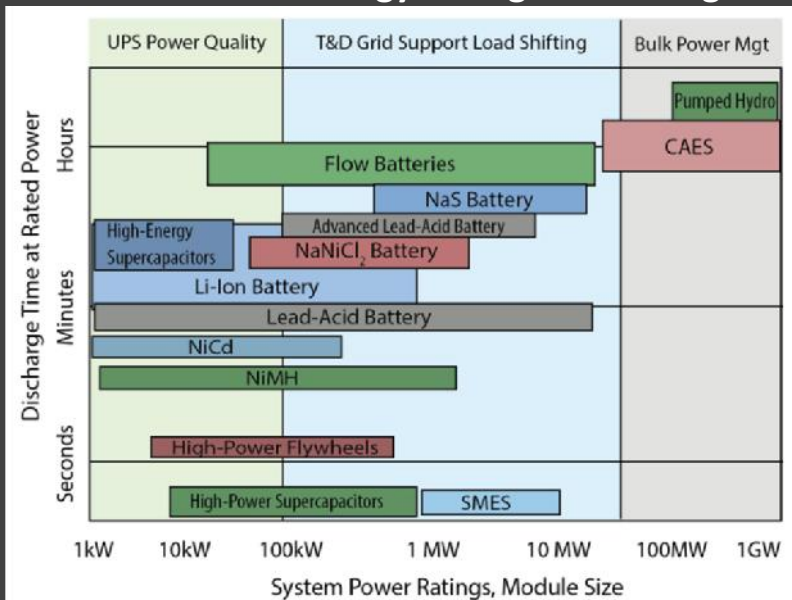 UPS Power Quality
T&D Grid Support Load Shifting
Bulk Power Mgt
Discharge Time at Rated Power
Hours
Minutes
Seconds
Pumped Hydro
CAES
Flow Batteries
NaS Battery
Advanced Lead-Acid Battery
High-Energy
Supercapacitors
NaNiCl2 Battery
Li-Ion Battery
Lead-Acid Battery
NiCd
NiMH
High-Power Flywheels
High-Power Supercapacitors
SMES
1kW 10kW 100kW 1 MW 10 MW 100MW 1GW
System Power Ratings, Module Size